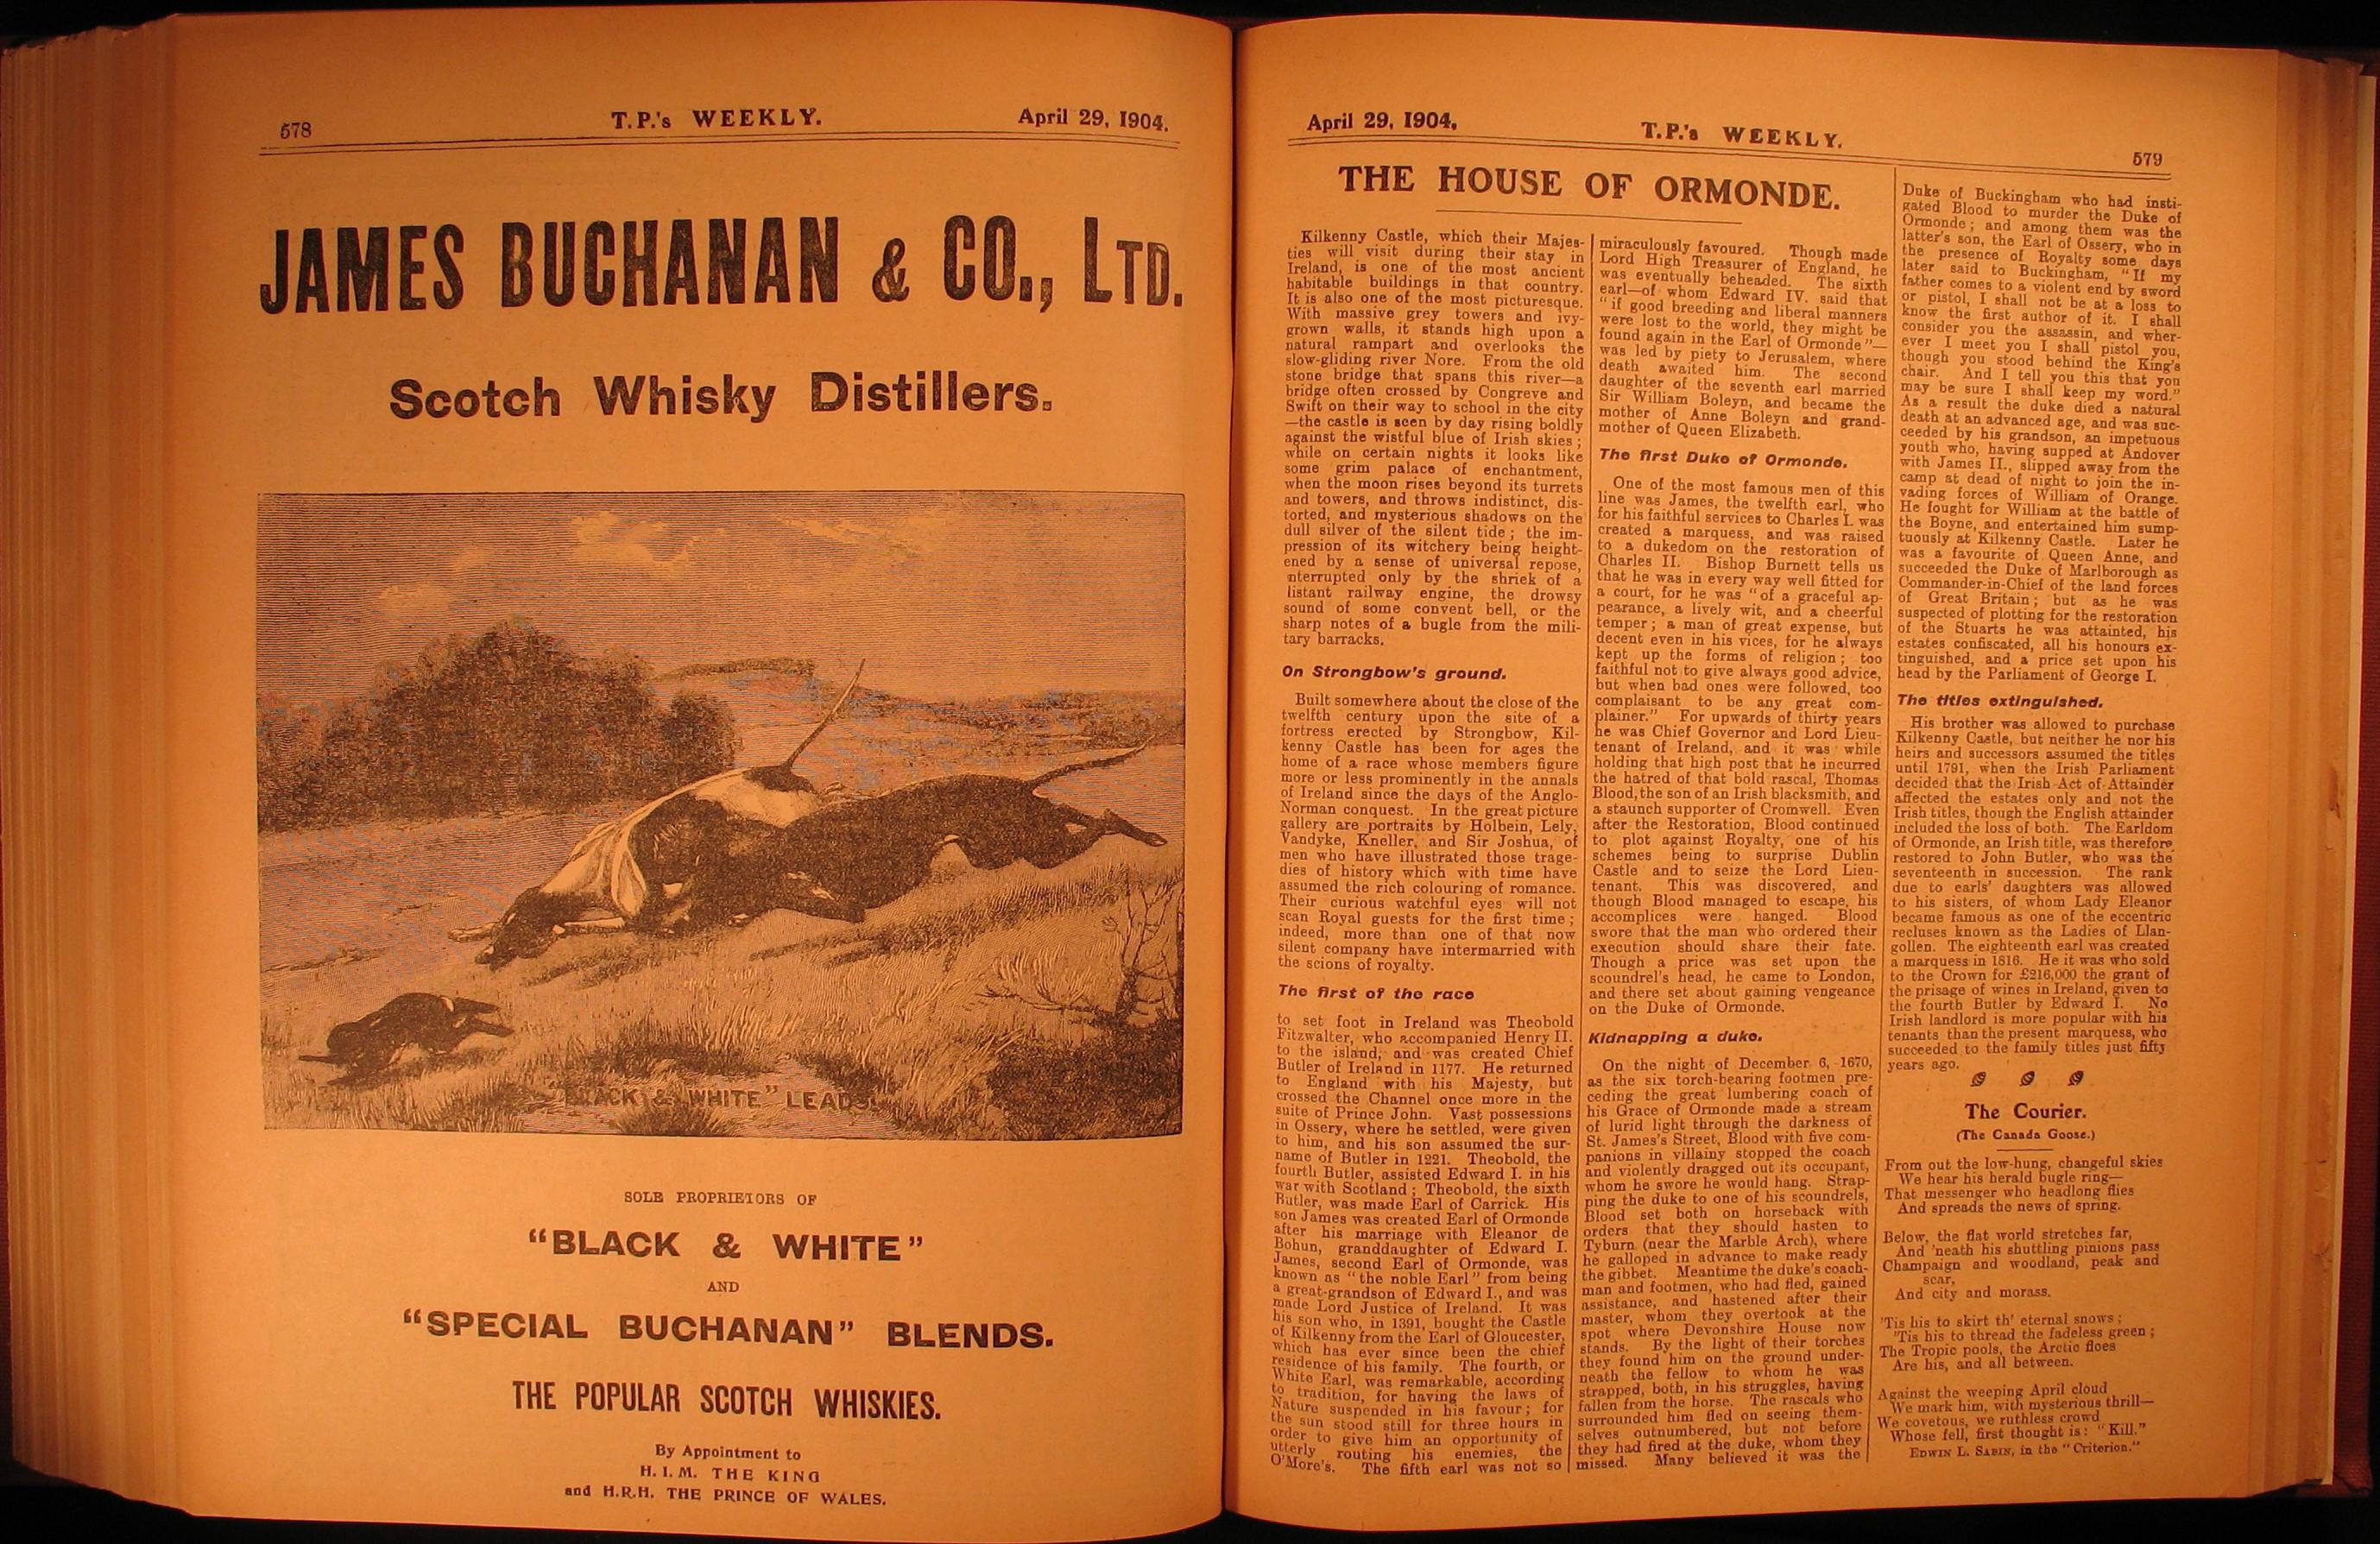 578
T.P.'s WEEKLY.
April 29, 1904.
JAMES BUCHANAN & CO., LTD.
Scotch Whisky Distillers.
"BLACK & WHITE" LEADS.
SOLE PROPRIETORS OF
"BLACK & WHITE"
AND
"SPECIAL BUCHANAN" BLENDS.
THE POPULAR SCOTCH WHISKIES.
By Appointment to
H.I.M. THE KING
and H.R.H. THE PRINCE OF WALES.
April 29, 1904.
T.P.'s WEEKLY.
579
THE HOUSE OF ORMONDE.
Kilkenny Castle, which their Majes-
ties will visit during their stay in
Ireland, is one of the most ancient
habitable buildings in that country.
It is also one of the most picturesque.
With massive grey towers and ivy-
grown walls, it stands high upon a
natural rampart and overlooks the
slow-gliding river Nore. From the old
stone bridge that spans this river—a
bridge often crossed by Congreve and
Swift on their way to school in the city
—the castle is seen by day rising boldly
against the wistful blue of Irish skies;
while on certain nights it looks like
some grim palace of enchantment,
when the moon rises beyond its turrets
and towers, and throws indistinct, dis-
torted, and mysterious shadows on the
dull silver of the silent tide; the im-
pression of its witchery being height-
ened by a sense of universal repose,
nterrupted only by the shriek of a
listant railway engine, the drowsy
sound of some convent bell, or the
sharp notes of a bugle from the mili-
tary barracks.
On Strongbow's ground.
Built somewhere about the close of the
twelfth century upon the site of a
fortress erected by Strongbow, Kil-
kenny Castle has been for ages the
home of a race whose members figure
more or less prominently in the annals
of Ireland since the days of the Anglo-
Norman conquest. In the great picture
gallery are portraits by Holbein, Lely,
Vandyke, Kneller, and Sir Joshua, of
men who have illustrated those trage-
dies of history which with time have
assumed the rich colouring of romance.
Their curious watchful eyes will not
scan Royal guests for the first time;
indeed, more than one of that now
silent company have intermarried with
the scions of royalty.
The first of the race
to set foot in Ireland was Theobold
Fitzwalter, who accompanied Henry II.
to the island, and was created Chief
Butler of Ireland in 1177. He returned
to England with his Majesty, but
crossed the Channel once more in the
suite of Prince John. Vast possessions
in Ossery, where he settled, were given
to him, and his son assumed the sur-
name of Butler in 1221. Theobold, the
fourth Butler, assisted Edward I. in his
war with Scotland; Theobold, the sixth
Butler, was made Earl of Carrick. His
son James was created Earl of Ormonde
after his marriage with Eleanor de
Bohun, granddaughter of Edward I.
James, second Earl of Ormonde, was
known as "the noble Earl" from being
a great-grandson of Edward I., and was
made Lord Justice of Ireland. It was
his son who, in 1391, bought the Castle
of Kilkenny from the Earl of Gloucester,
which has ever since been the chief
residence of his family. The fourth, or
White Earl, was remarkable, according
to tradition, for having the laws of
Nature suspended in his favour; for
the sun stood still for three hours in
order to give him an opportunity of
utterly routing his enemies, the
O'More's. The fifth earl was not so
miraculously favoured. Though made
Lord High Treasurer of England, he
was eventually beheaded. The sixth
earl—of whom Edward IV. said that
"if good breeding and liberal manners
were lost to the world, they might be
found again in the Earl of Ormonde"—
was led by piety to Jerusalem, where
death awaited him. The second
daughter of the seventh earl married
Sir William Boleyn, and became the
mother of Anne Boleyn and grand-
mother of Queen Elizabeth.
The first Duke of Ormonde.
One of the most famous men of this
line was James, the twelfth earl, who
for his faithful services to Charles I. was
created a marquess, and was raised
to a dukedom on the restoration of
Charles II. Bishop Burnett tells us
that he was in every way well fitted for
a court, for he was "of a graceful ap-
pearance, a lively wit, and a cheerful
temper; a man of great expense, but
decent even in his vices, for he always
kept up the forms of religion; too
faithful not to give always good advice,
but when bad ones were followed, too
complaisant to be any great com-
plainer." For upwards of thirty years
he was Chief Governor and Lord Lieu-
tenant of Ireland, and it was while
holding that high post that he incurred
the hatred of that bold rascal, Thomas
Blood, the son of an Irish blacksmith, and
a staunch supporter of Cromwell. Even
after the Restoration, Blood continued
to plot against Royalty, one of his
schemes being to surprise Dublin
Castle and to seize the Lord Lieu-
tenant. This was discovered, and
though Blood managed to escape, his
accomplices were hanged. Blood
swore that the man who ordered their
execution should share their fate.
Though a price was set upon the
scoundrel's head, he came to London,
and there set about gaining vengeance
on the Duke of Ormonde.
Kidnapping a duke.
On the night of December 6, 1670,
as the six torch-bearing footmen pre-
ceding the great lumbering coach of
his Grace of Ormonde made a stream
of lurid light through the darkness of
St. James's Street, Blood with five com-
panions in villainy stopped the coach
and violently dragged out its occupant,
whom he swore he would hang. Strap-
ping the duke to one of his scoundrels,
Blood set both on horseback with
orders that they should hasten to
Tyburn (near the Marble Arch), where
he galloped in advance to make ready
the gibbet. Meantime the duke's coach-
man and footmen, who had fled, gained
assistance, and hastened after their
master, whom they overtook at the
spot where Devonshire House now
stands. By the light of their torches
they found him on the ground under-
neath the fellow to whom he was
strapped, both, in his struggles, having
fallen from the horse. The rascals who
surrounded him fled on seeing them-
selves outnumbered, but not before
they had fired at the duke, whom they
missed. Many believed it was the
Duke of Buckingham who had insti-
gated Blood to murder the Duke of
Ormonde; and among them was the
latter's son, the Earl of Ossery, who in
the presence of Royalty some days
later said to Buckingham, "If my
father comes to a violent end by sword
or pistol, I shall not be at a loss to
know the first author of it. I shall
consider you the assassin, and wher-
ever I meet you I shall pistol you,
though you stood behind the King's
chair. And I tell you this that you
may be sure I shall keep my word."
As a result the duke died a natural
death at an advanced age, and was suc-
ceeded by his grandson, an impetuous
youth who, having supped at Andover
with James II., slipped away from the
camp at dead of night to join the in-
vading forces of William of Orange.
He fought for William at the battle of
the Boyne, and entertained him sump-
tuously at Kilkenny Castle. Later he
was a favourite of Queen Anne, and
succeeded the Duke of Marlborough as
Commander-in-Chief of the land forces
of Great Britain; but as he was
suspected of plotting for the restoration
of the Stuarts he was attainted, his
estates confiscated, all his honours ex-
tinguished, and a price set upon his
head by the Parliament of George I.
The titles extinguished.
His brother was allowed to purchase
Kilkenny Castle, but neither he nor his
heirs and successors assumed the titles
until 1791, when the Irish Parliament
decided that the Irish Act of Attainder
affected the estates only and not the
Irish titles, though the English attainder
included the loss of both. The Earldom
of Ormonde, an Irish title, was therefore
restored to John Butler, who was the
seventeenth in succession. The rank
due to earls' daughters was allowed
to his sisters, of whom Lady Eleanor
became famous as one of the eccentric
recluses known as the Ladies of Llan-
gollen. The eighteenth earl was created
a marquess in 1816. He it was who sold
to the Crown for £216,000 the grant of
the prisage of wines in Ireland, given to
the fourth Butler by Edward I. No
Irish landlord is more popular with his
tenants than the present marquess, who
succeeded to the family titles just fifty
years ago.
The Courier.
(The Canada Goose.)
From out the low-hung, changeful skies
We hear his herald bugle ring—
That messenger who headlong flies
And spreads the news of spring.
Below, the flat world stretches far,
And 'neath his shuttling pinions pass
Champaign and woodland, peak and
scar,
And city and morass.
'Tis his to skirt th' eternal snows;
'Tis his to thread the fadeless green;
The Tropic pools, the Arctic floes
Are his, and all between.
Against the weeping April cloud
We mark him, with mysterious thrill—
We covetous, we ruthless crowd
Whose fell, first thought is: "Kill."
EDWIN L. SABIN, in the "Criterion."